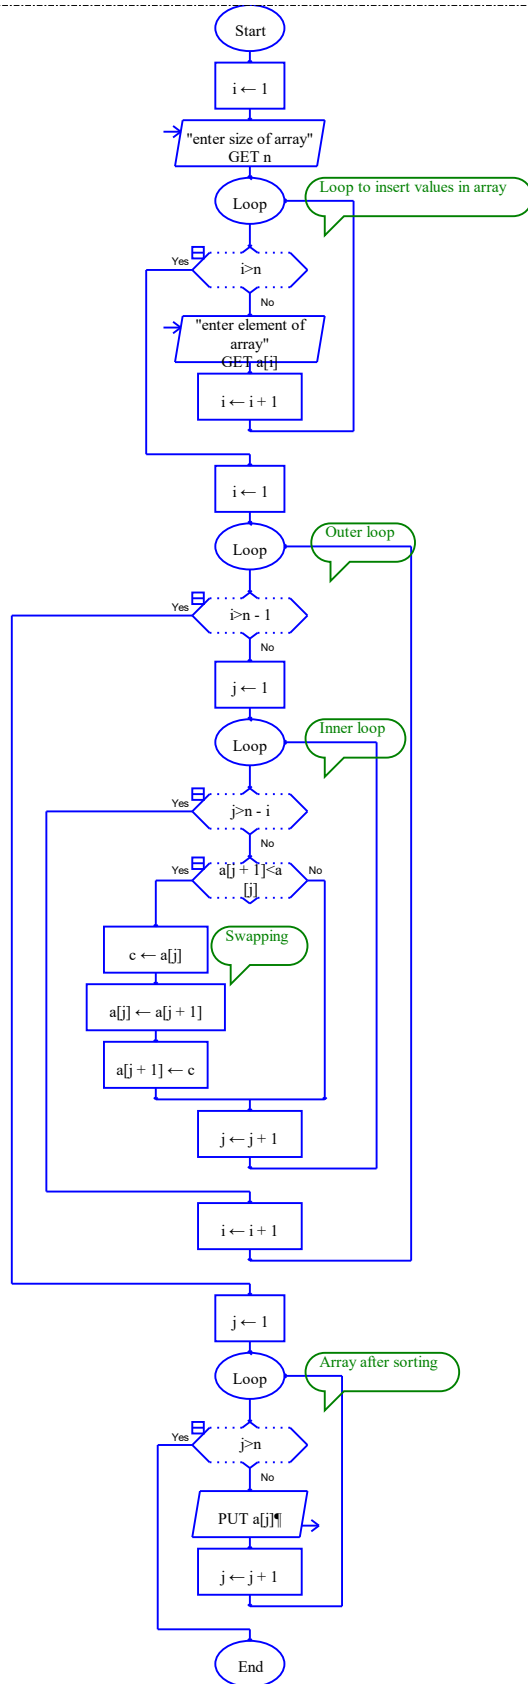 Start
i ← 1
"enter size of array"
GET n
Loop
Loop to insert values in array
i>n
Yes
No
"enter element of
array"
GET a[i]
i ← i + 1
i ← 1
Loop
Outer loop
i>n - 1
Yes
No
j ← 1
Loop
Inner loop
j>n - i
Yes
No
a[j + 1]<a
[j]
Yes
No
c ← a[j]
Swapping
a[j] ← a[j + 1]
a[j + 1] ← c
j ← j + 1
i ← i + 1
j ← 1
Loop
Array after sorting
j>n
Yes
No
PUT a[j]¶
j ← j + 1
End